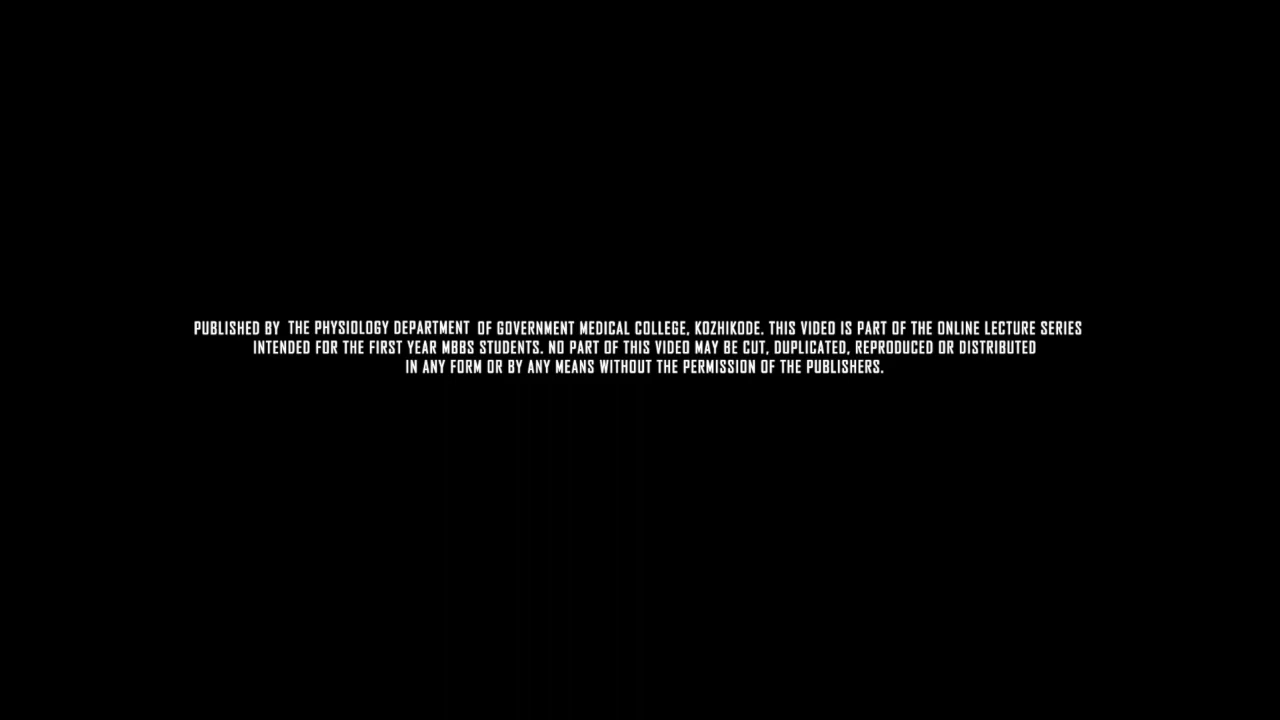 PUBLISHED BY THE PHYSIOLOGY DEPARTMENT OF GOVERNMENT MEDICAL COLLEGE, KOZHIKODE. THIS VIDEO IS PART OF THE ONLINE LECTURE SERIES
INTENDED FOR THE FIRST YEAR MBBS STUDENTS. NO PART OF THIS VIDEO MAY BE CUT, DUPLICATED, REPRODUCED OR DISTRIBUTED
IN ANY FORM OR BY ANY MEANS WITHOUT THE PERMISSION OF THE PUBLISHERS.